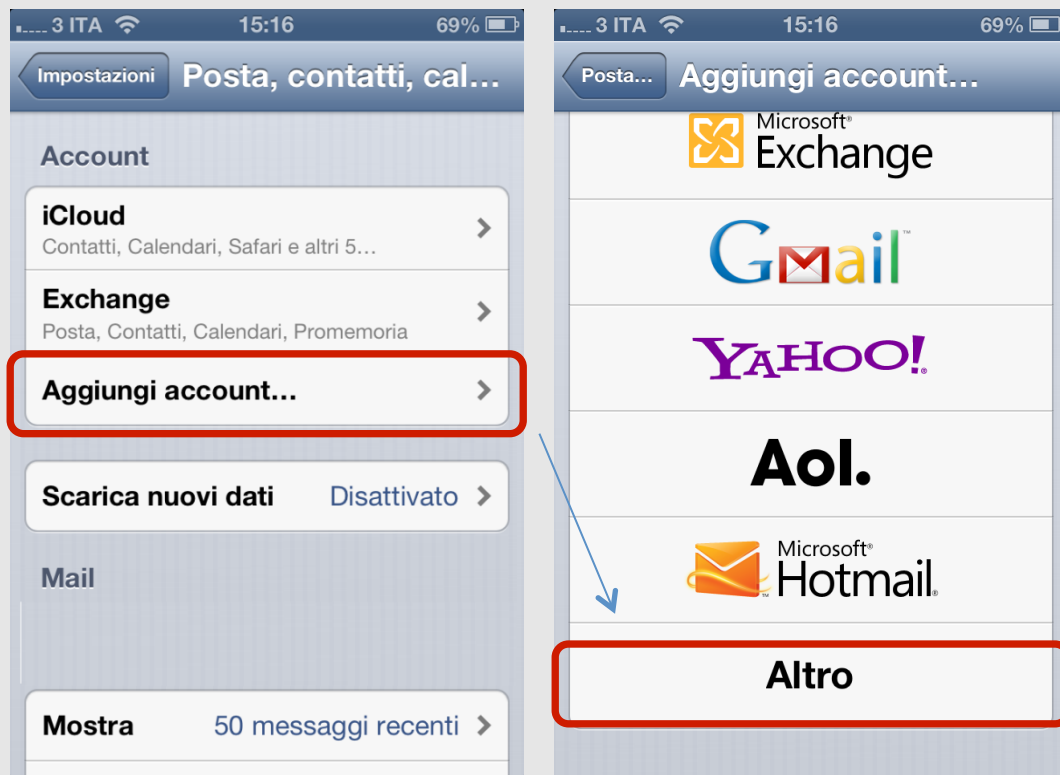 3 ITA 15:16 69%
Impostazioni Posta, contatti, cal...
Account
iCloud
Contatti, Calendari, Safari e altri 5...
Exchange
Posta, Contatti, Calendari, Promemoria
Aggiungi account...
Scarica nuovi dati Disattivato
Mail
Mostra 50 messaggi recenti
3 ITA 15:16 69%
Posta... Aggiungi account...
Microsoft®
Exchange
Gmail™
YAHOO!®
Aol.
Microsoft®
Hotmail®
Altro